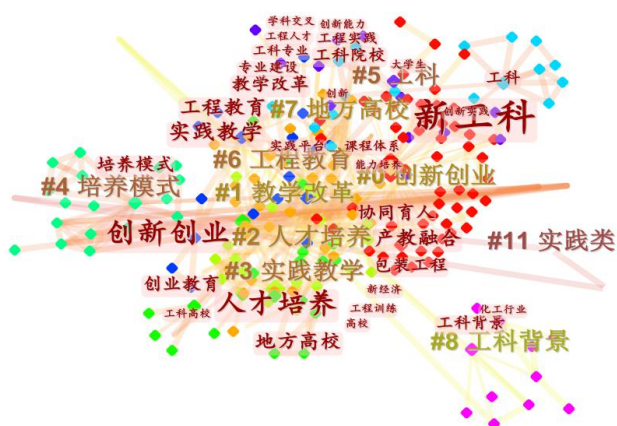 学科交叉
创新能力
工程人才
工程实践
工科专业
工科院校
专业建设
#5 工科
大学生
工科
教学改革
创新
工程教育
#7 地方高校
新工科
创新实践
实践教学
实践平台
课程体系
#6 工程教育
能力培养
培养模式
#0 创新创业
#4 培养模式
#1 教学改革
协同育人
创新创业
#2 人才培养
产教融合
#11 实践类
#3 实践教学
包装工程
创业教育
新经济
人才培养
工科高校
工程训练
化工行业
高校
工科背景
地方高校
#8 工科背景